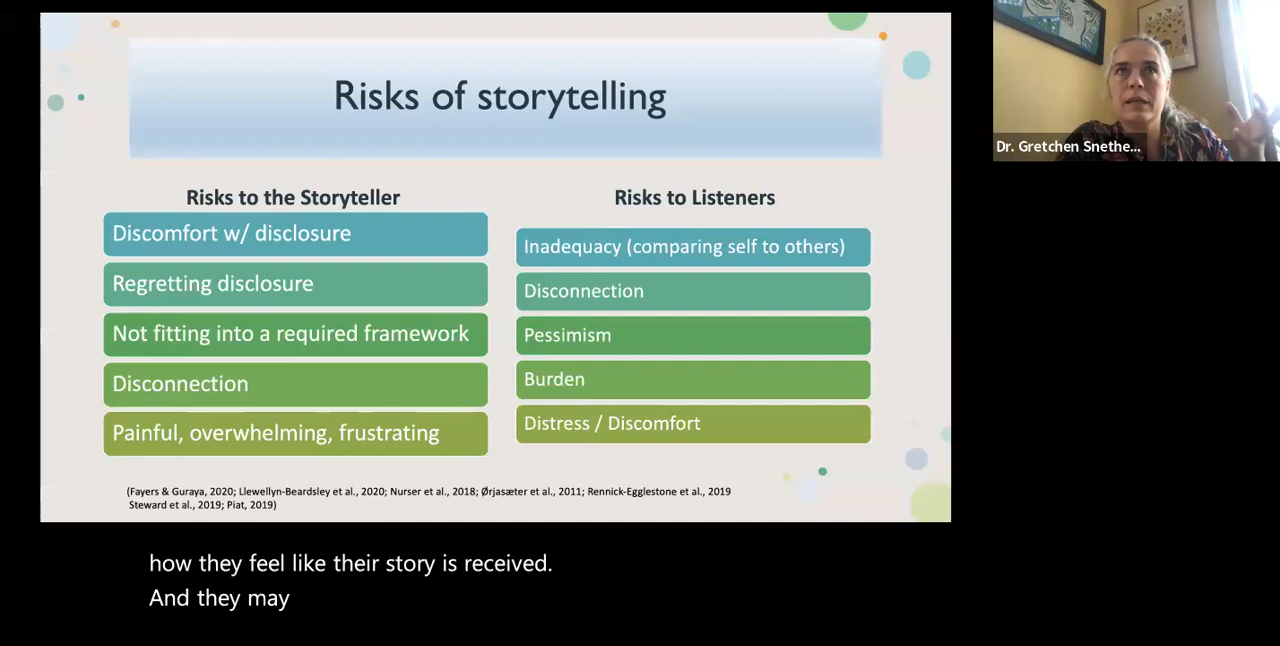 Risks of storytelling
Dr. Gretchen Snethe...
Risks to the Storyteller
Discomfort w/ disclosure
Regretting disclosure
Not fitting into a required framework
Disconnection
Painful, overwhelming, frustrating
Risks to Listeners
Inadequacy (comparing self to others)
Disconnection
Pessimism
Burden
Distress / Discomfort
(Fayers & Guraya, 2020; Llewellyn-Beardsley et al., 2020; Nurser et al., 2018; Ørjasæter et al., 2011; Rennick-Egglestone et al., 2019
Steward et al., 2019; Piat, 2019)
how they feel like their story is received.
And they may